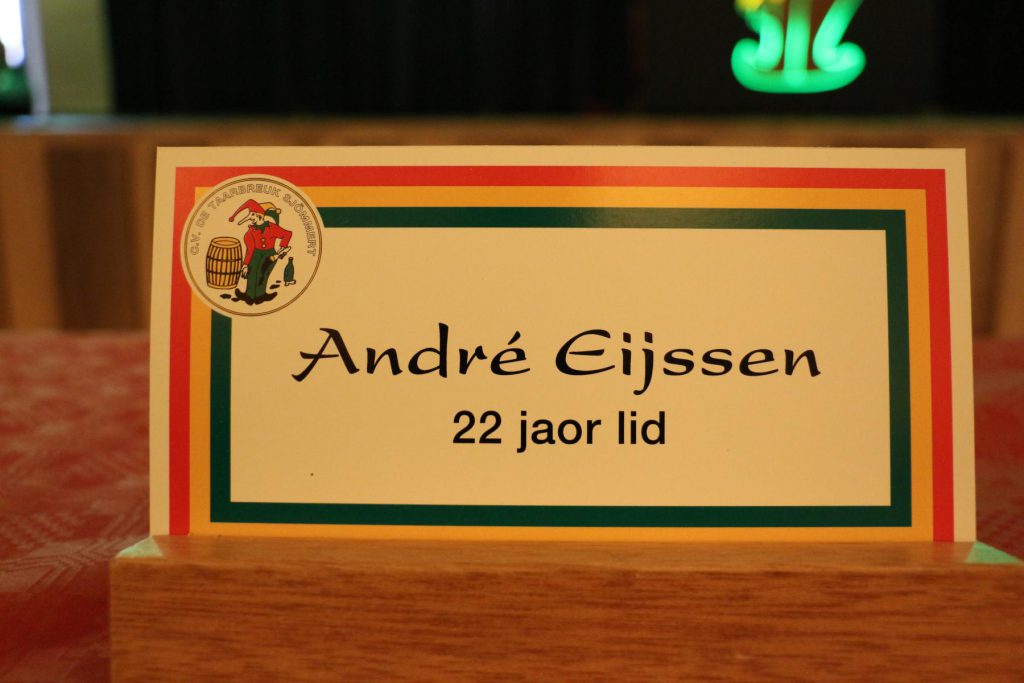 C.V. DE TAARBREUK SJÖMMERT
André Eijssen
22 jaor lid